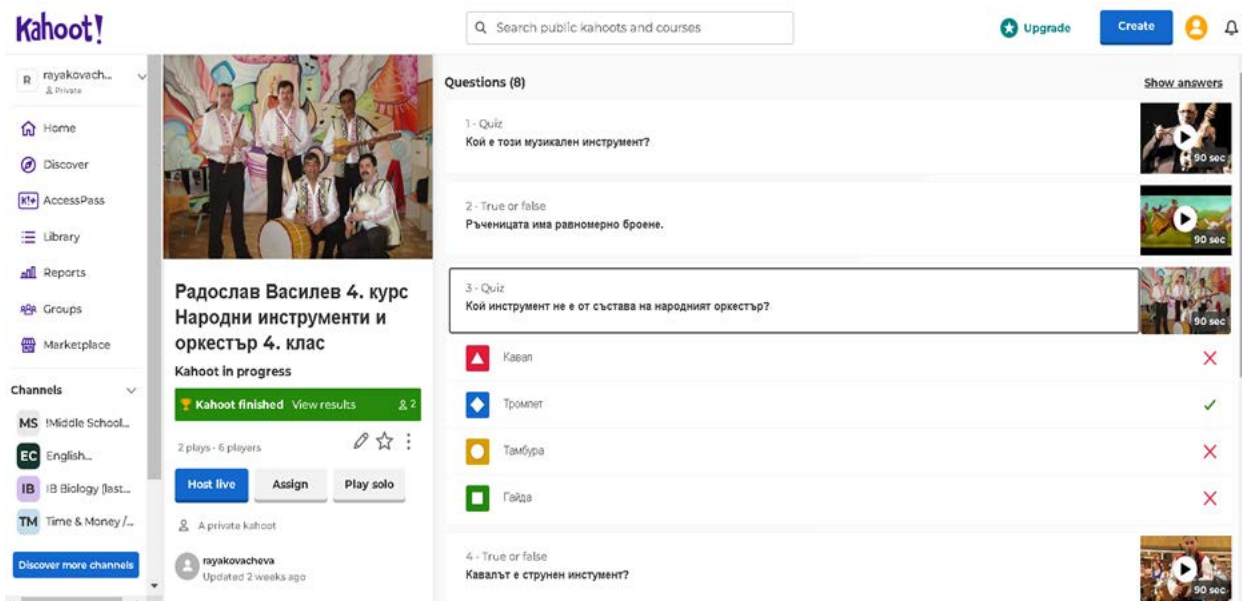 Kahoot!
Search public kahoots and courses
Upgrade
Create
R
rayakovach...
Private
Home
Discover
K!+ AccessPass
Library
Reports
Groups
Marketplace
Channels
MS !Middle School...
EC English...
IB IB Biology (last...
TM Time & Money /...
Discover more channels
Радослав Василев 4. курс
Народни инструменти и
оркестър 4. клас
Kahoot in progress
Kahoot finished View results 2
2 plays · 6 players
Host live
Assign
Play solo
A private kahoot
rayakovacheva
Updated 2 weeks ago
Questions (8)
Show answers
1 - Quiz
Кой е този музикален инструмент?
90 sec
2 - True or false
Ръченицата има равномерно броене.
90 sec
3 - Quiz
Кой инструмент не е от състава на народният оркестър?
90 sec
Кавал
Тромпет
Тамбура
Гайда
4 - True or false
Кавалът е струнен инстумент?
90 sec